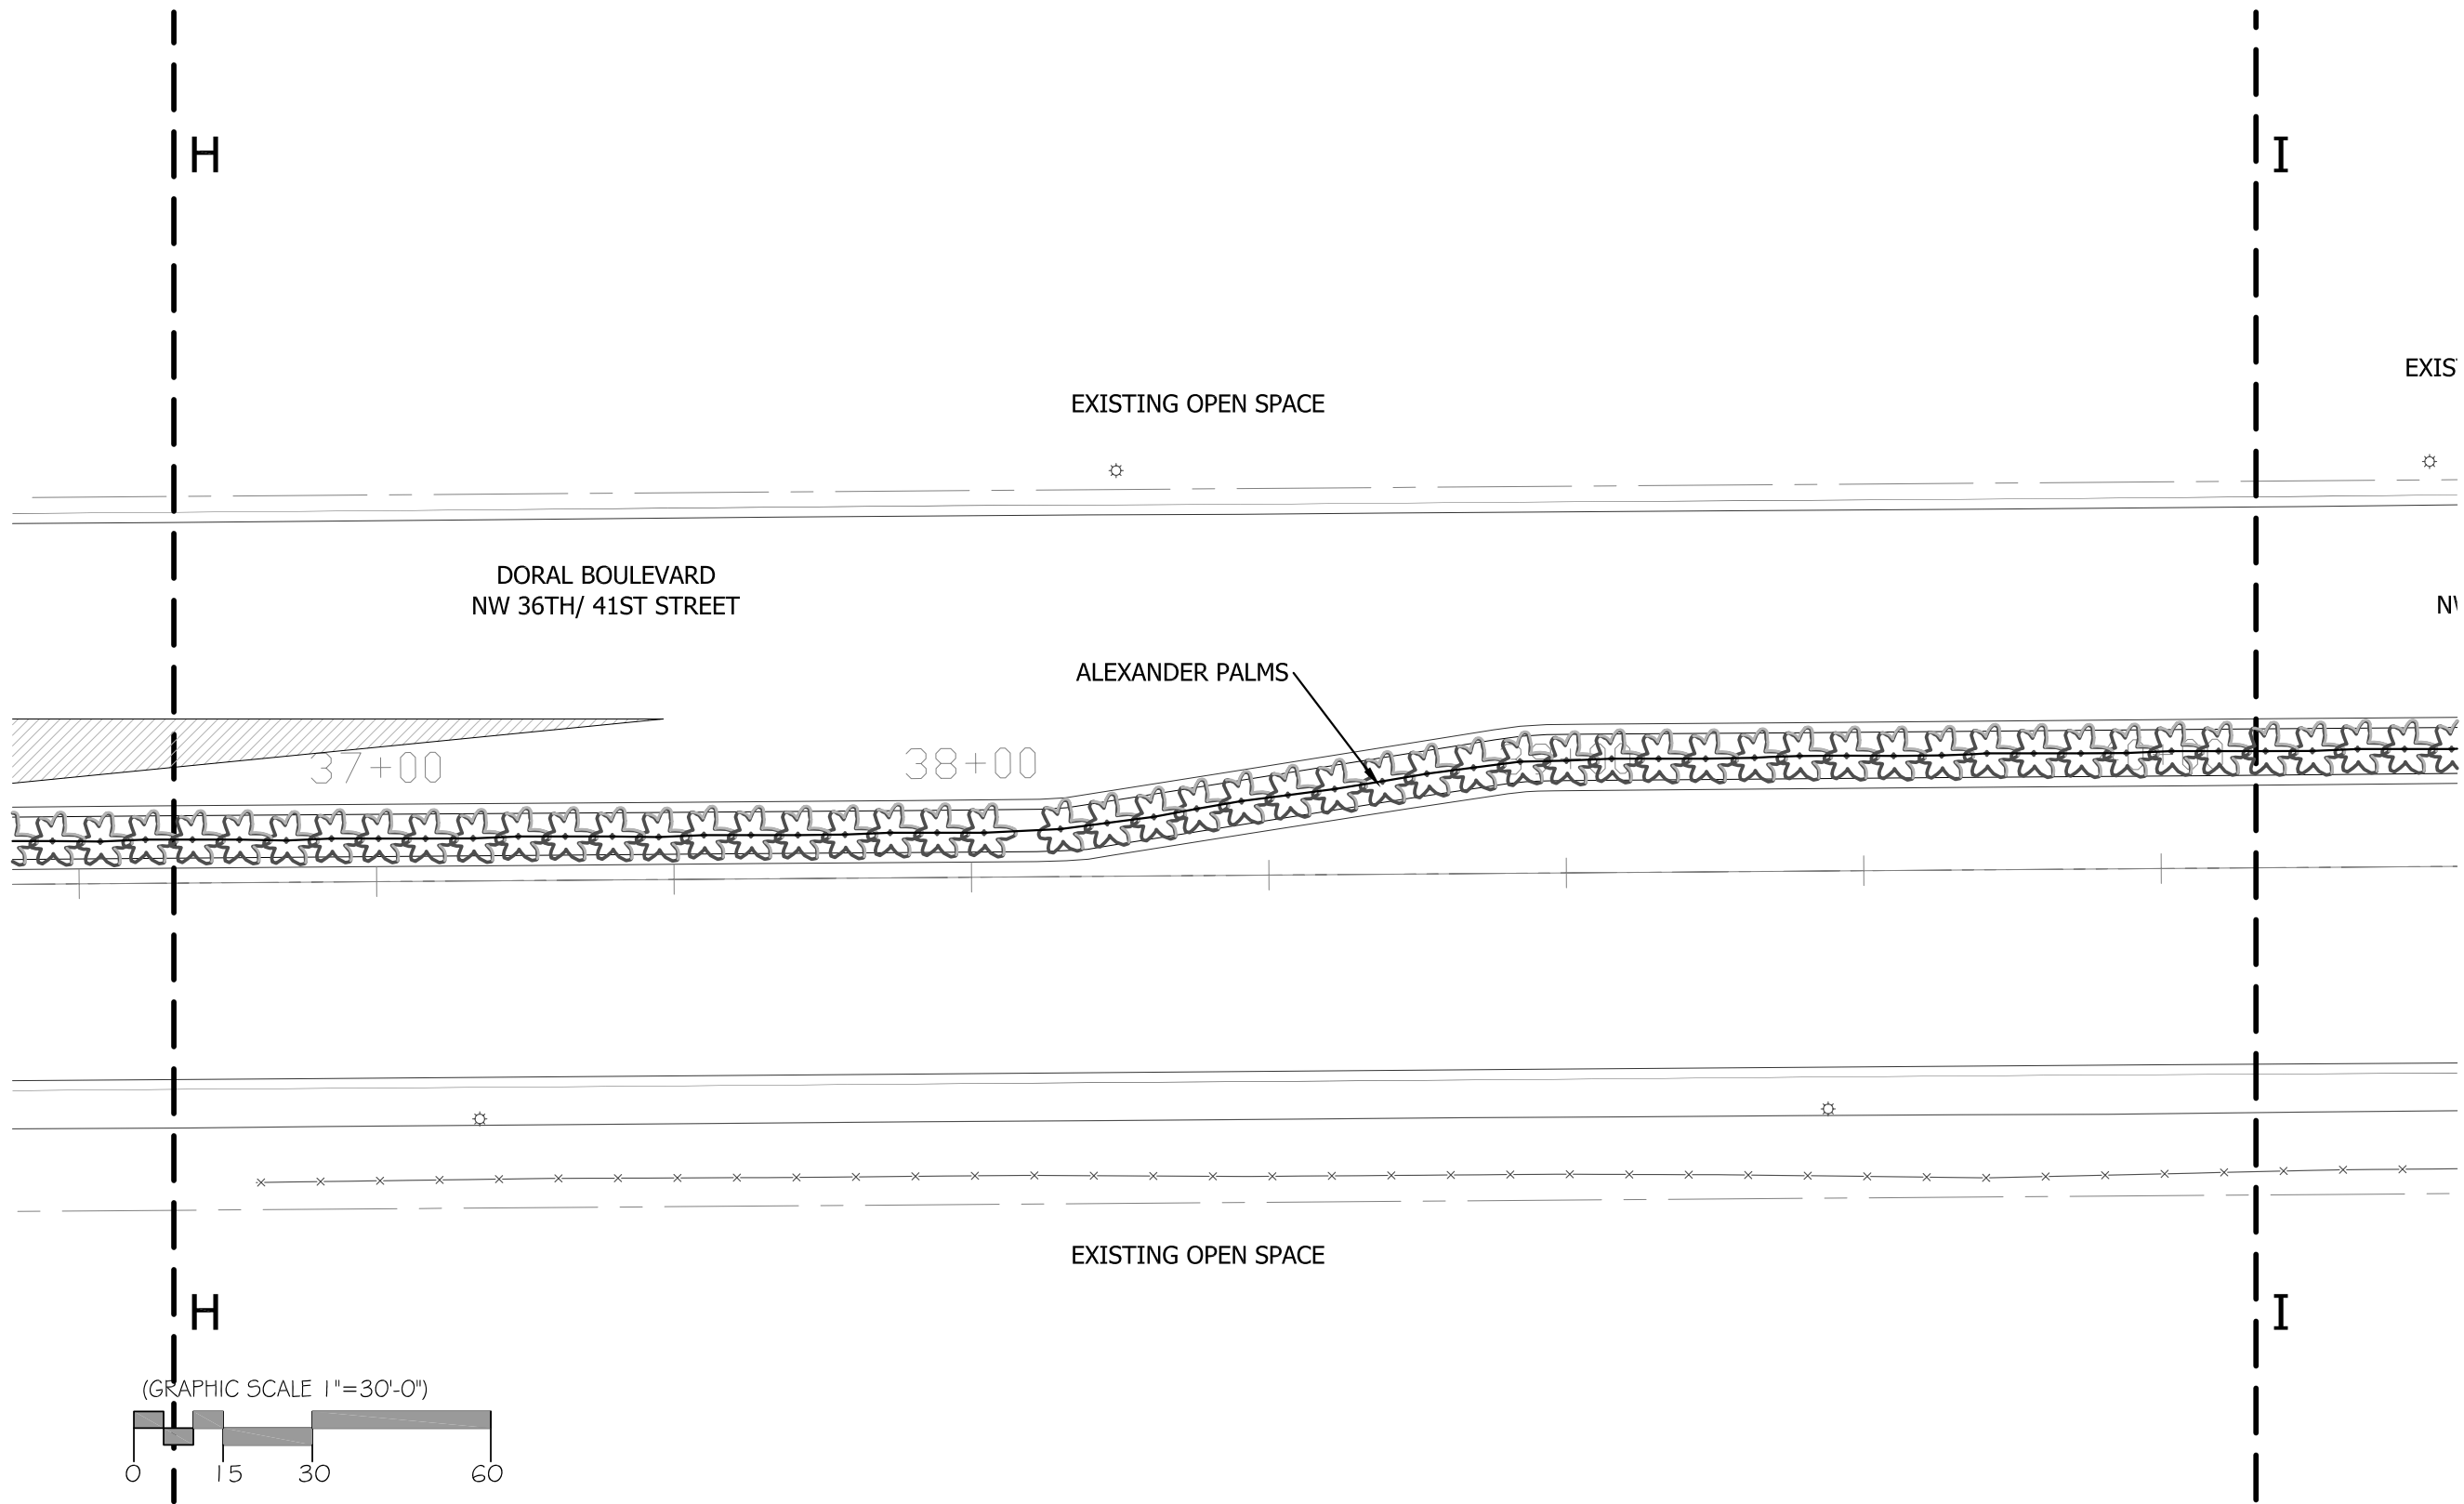 H
I
EXIS
EXISTING OPEN SPACE
DORAL BOULEVARD
NW 36TH/ 41ST STREET
ALEXANDER PALMS
37+00
38+00
EXISTING OPEN SPACE
H
I
(GRAPHIC SCALE 1"=30'-0")
0 15 30 60